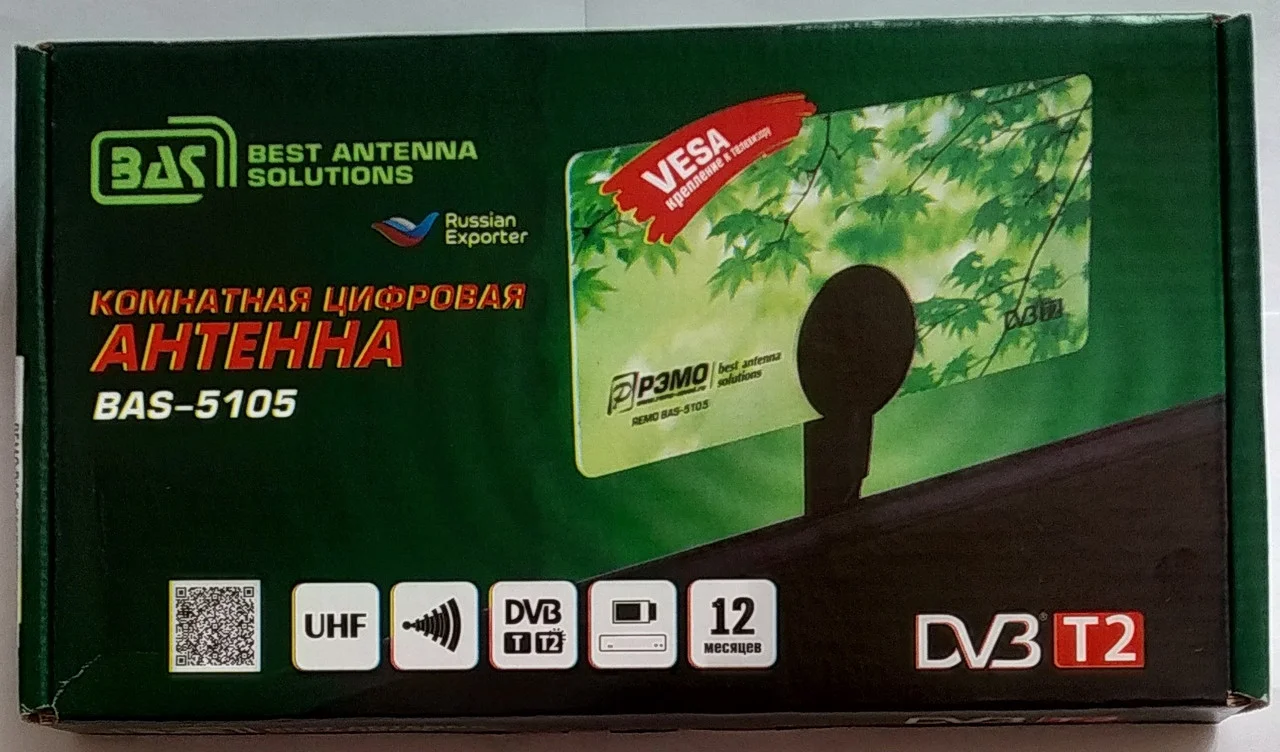 BAS
BEST ANTENNA
SOLUTIONS
Russian
Exporter
КОМНАТНАЯ ЦИФРОВАЯ
АНТЕННА
BAS-5105
VESA
крепление к телевизору
РЭМО
best antenna
solutions
REMO BAS-5105
DVB T2
UHF
DVB
T T2
12
месяцев
DVB® T2